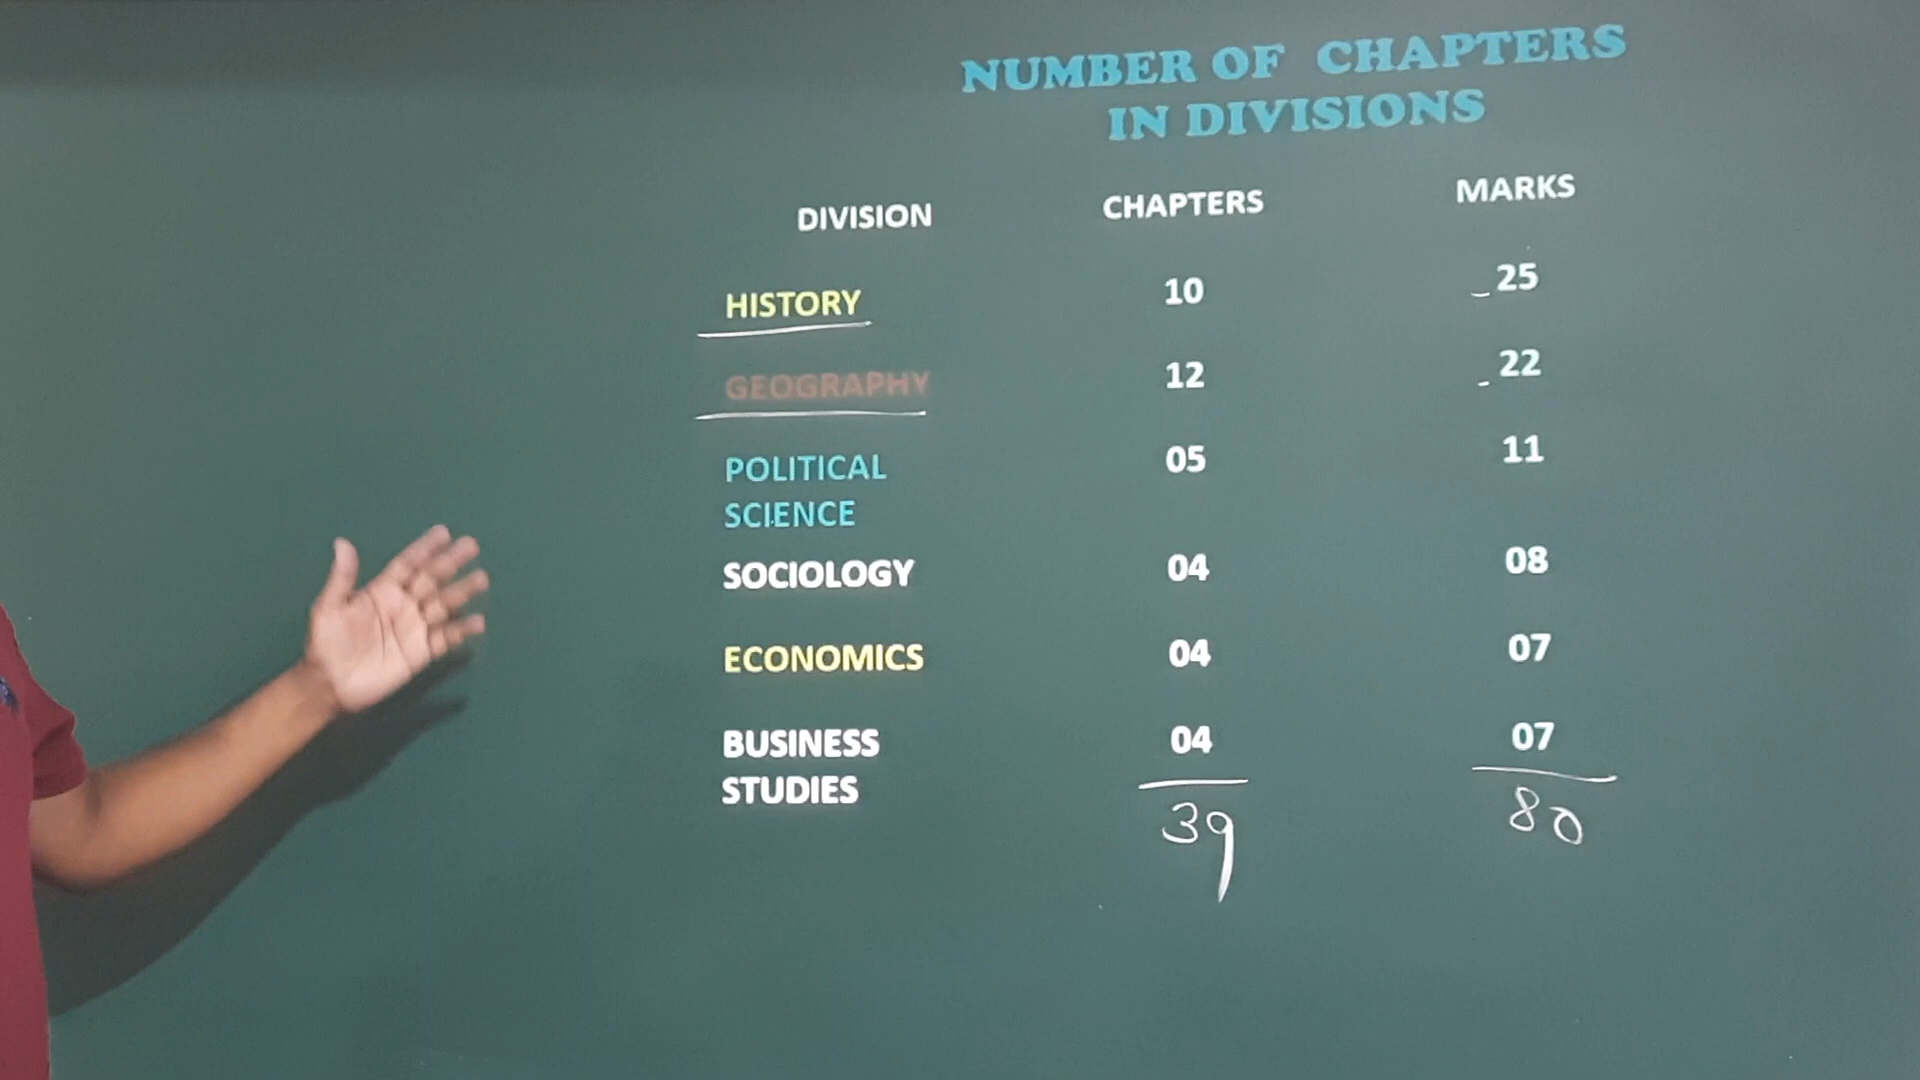 NUMBER OF CHAPTERS
IN DIVISIONS
DIVISION CHAPTERS MARKS
HISTORY 10 25
GEOGRAPHY 12 22
POLITICAL 05 11
SCIENCE
SOCIOLOGY 04 08
ECONOMICS 04 07
BUSINESS 04 07
STUDIES
39 80